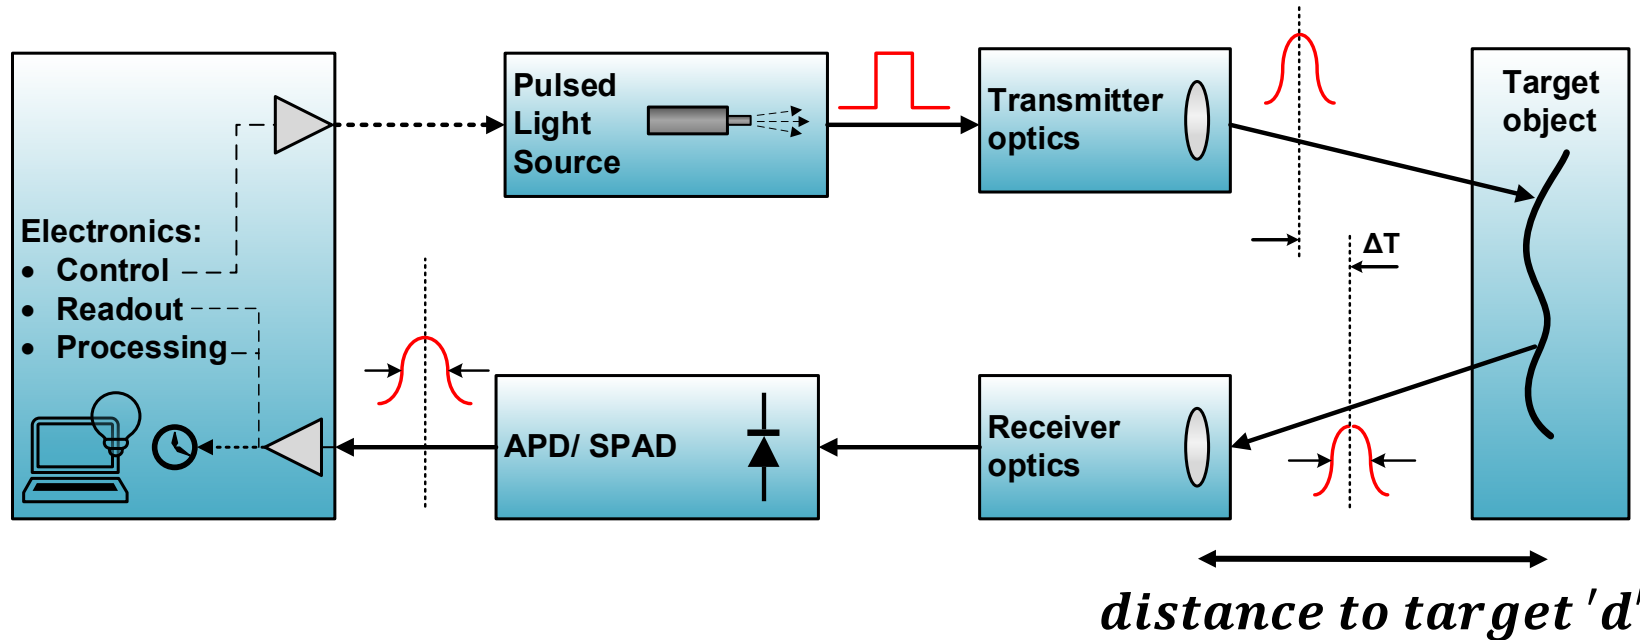 Pulsed
Light
Source
Transmitter
optics
Target
object
Electronics:
• Control
• Readout
• Processing
ΔT
APD/ SPAD
Receiver
optics
distance to target 'd'